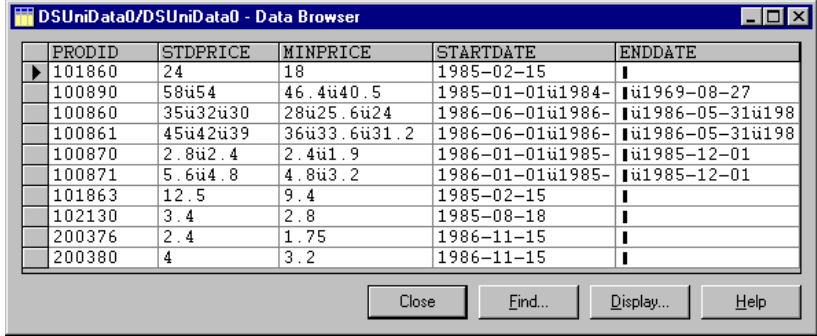 DSUniData0/DSUniData0 - Data Browser
PRODID STDPRICE MINPRICE STARTDATE ENDDATE
101860 24 18 1985-02-15 ▮
100890 58ü54 46.4ü40.5 1985-01-01ü1984- ▮ü1969-08-27
100860 35ü32ü30 28ü25.6ü24 1986-06-01ü1986- ▮ü1986-05-31ü198
100861 45ü42ü39 36ü33.6ü31.2 1986-06-01ü1986- ▮ü1986-05-31ü198
100870 2.8ü2.4 2.4ü1.9 1986-01-01ü1985- ▮ü1985-12-01
100871 5.6ü4.8 4.8ü3.2 1986-01-01ü1985- ▮ü1985-12-01
101863 12.5 9.4 1985-02-15 ▮
102130 3.4 2.8 1985-08-18 ▮
200376 2.4 1.75 1986-11-15 ▮
200380 4 3.2 1986-11-15 ▮
Close Find... Display... Help